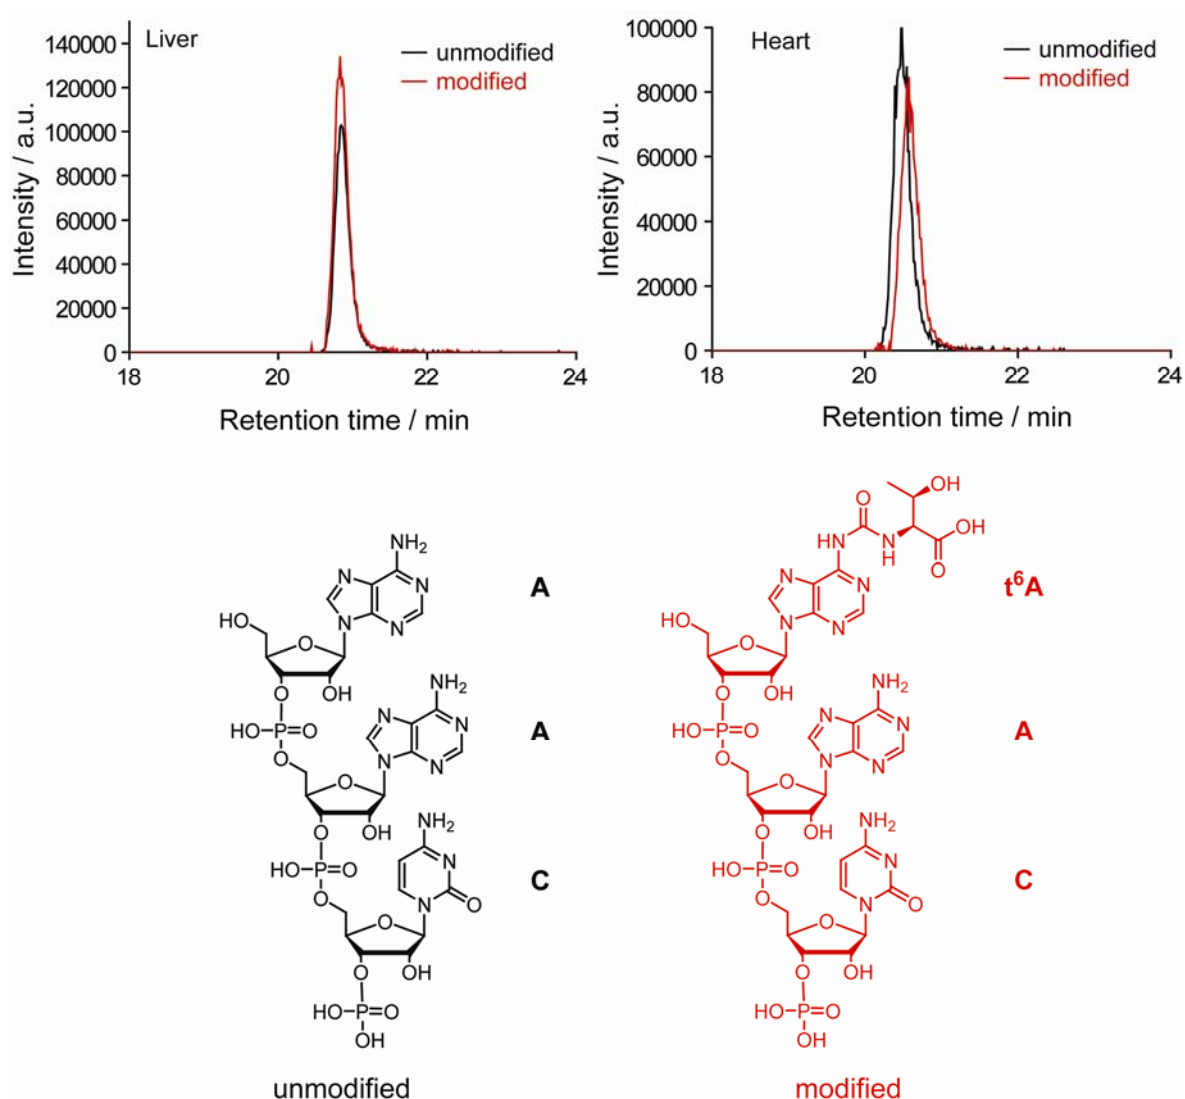 Liver
unmodified
modified
Intensity / a.u.
140000
120000
100000
80000
60000
40000
20000
0
18
20
22
24
Retention time / min
Heart
unmodified
modified
Intensity / a.u.
100000
80000
60000
40000
20000
0
18
20
22
24
Retention time / min
NH₂
N
N
N
N
HO
O
O
OH
HO-P=O
O
A
NH₂
N
N
N
N
O
O
OH
HO-P=O
O
A
NH₂
N
N
O
O
O
OH
HO-P=O
OH
C
unmodified
OH
O
HN
N
H
OH
O
N
N
N
N
HO
O
O
OH
HO-P=O
O
t⁶A
NH₂
N
N
N
N
O
O
OH
HO-P=O
O
A
NH₂
N
N
O
O
O
OH
HO-P=O
OH
C
modified